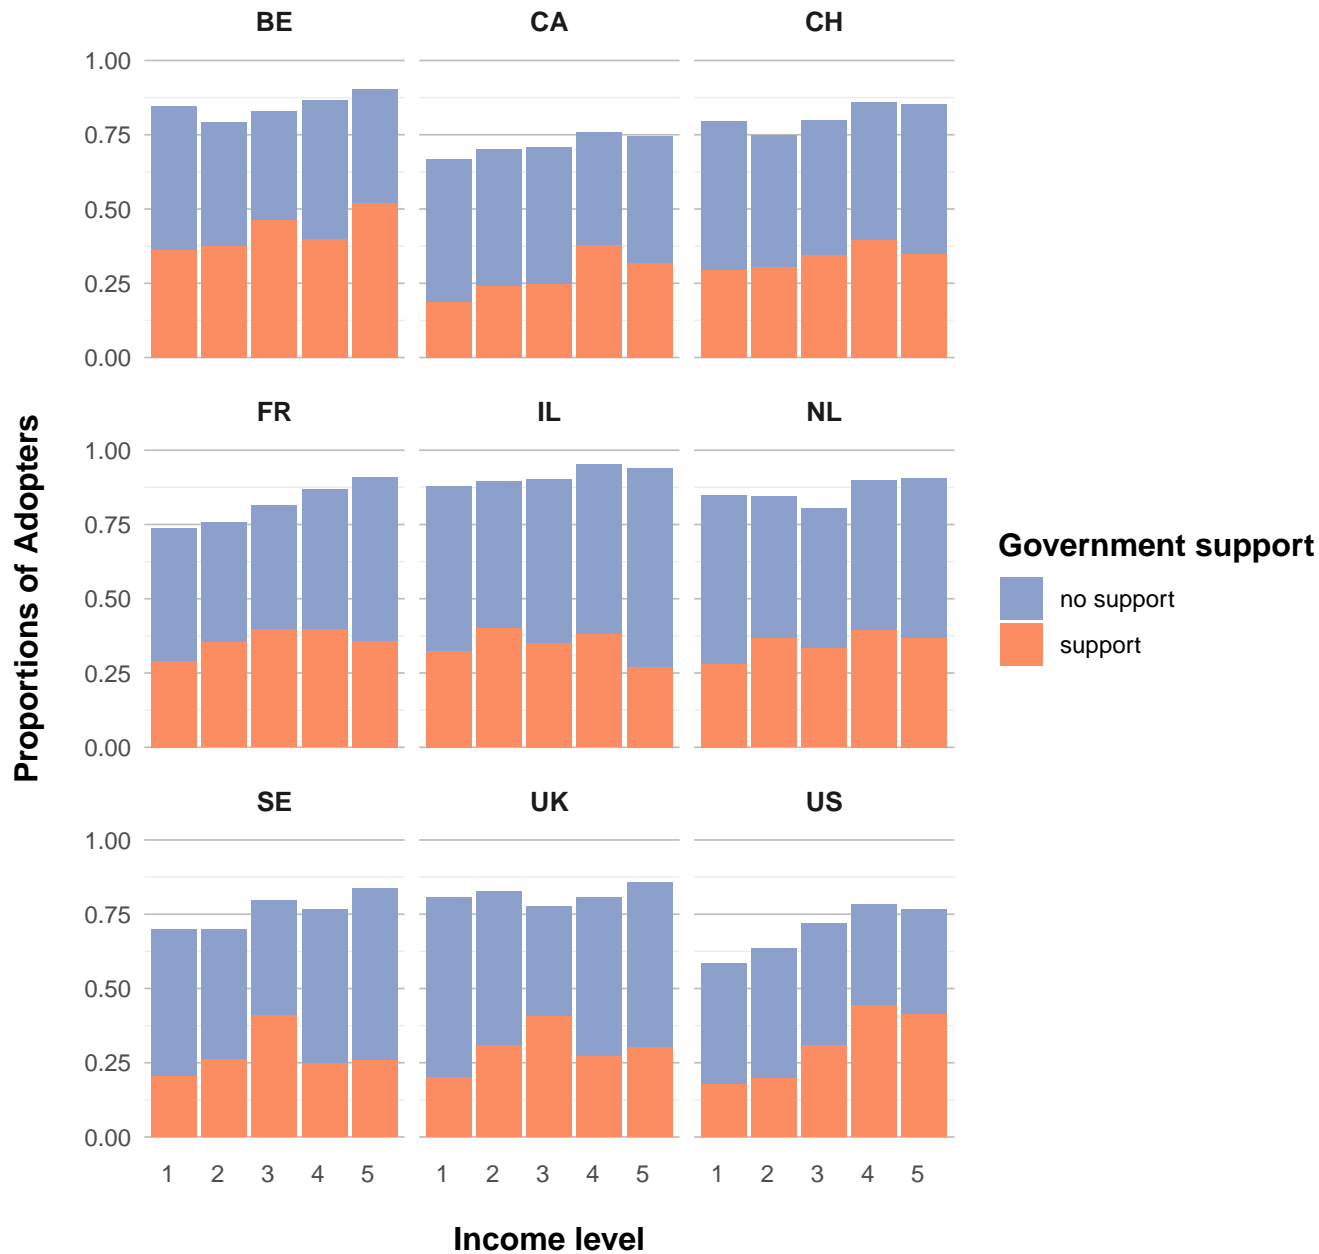 BE CA CH
1.00
0.75
0.50
0.25
0.00
FR IL NL
1.00
0.75
0.50
0.25
0.00
SE UK US
1.00
0.75
0.50
0.25
0.00
1 2 3 4 5 1 2 3 4 5 1 2 3 4 5
Income level
Proportions of Adopters
Government support
no support
support